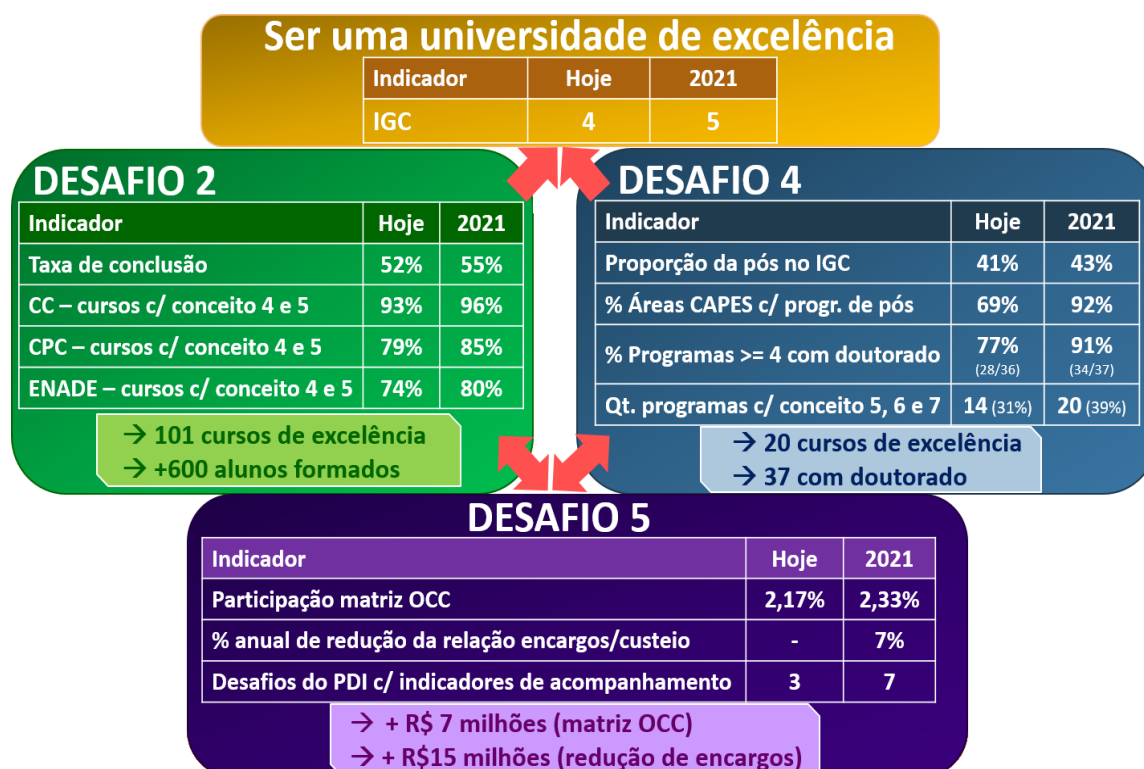 Ser uma universidade de excelência
Indicador Hoje 2021
IGC 4 5
DESAFIO 2
Indicador Hoje 2021
Taxa de conclusão 52% 55%
CC – cursos c/ conceito 4 e 5 93% 96%
CPC – cursos c/ conceito 4 e 5 79% 85%
ENADE – cursos c/ conceito 4 e 5 74% 80%
→ 101 cursos de excelência
→ +600 alunos formados
DESAFIO 4
Indicador Hoje 2021
Proporção da pós no IGC 41% 43%
% Áreas CAPES c/ progr. de pós 69% 92%
% Programas >= 4 com doutorado 77% 91%
(28/36) (34/37)
Qt. programas c/ conceito 5, 6 e 7 14 (31%) 20 (39%)
→ 20 cursos de excelência
→ 37 com doutorado
DESAFIO 5
Indicador Hoje 2021
Participação matriz OCC 2,17% 2,33%
% anual de redução da relação encargos/custeio - 7%
Desafios do PDI c/ indicadores de acompanhamento 3 7
→ + R$ 7 milhões (matriz OCC)
→ + R$15 milhões (redução de encargos)